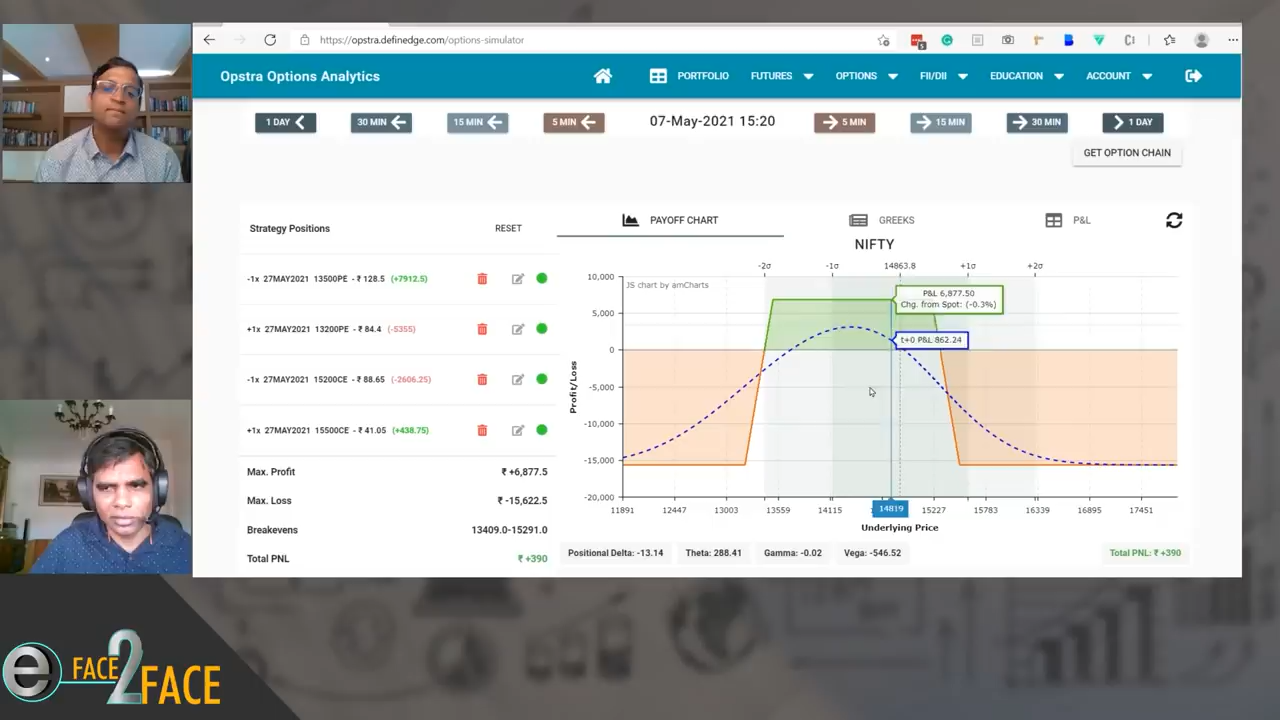 https://opstra.definedge.com/options-simulator
5
Opstra Options Analytics
PORTFOLIO
FUTURES
OPTIONS
FII/DII
EDUCATION
ACCOUNT
1 DAY
30 MIN
15 MIN
5 MIN
07-May-2021 15:20
5 MIN
15 MIN
30 MIN
1 DAY
GET OPTION CHAIN
Strategy Positions
RESET
-1x 27MAY2021 13500PE - ₹ 128.5 (+7912.5)
+1x 27MAY2021 13200PE - ₹ 84.4 (-5355)
-1x 27MAY2021 15200CE - ₹ 88.65 (-2606.25)
+1x 27MAY2021 15500CE - ₹ 41.05 (+438.75)
Max. Profit ₹ +6,877.5
Max. Loss ₹ -15,622.5
Breakevens 13409.0-15291.0
Total PNL ₹ +390
PAYOFF CHART
GREEKS
P&L
NIFTY
-2σ -1σ 14863.8 +1σ +2σ
JS chart by amCharts
P&L 6,877.50
Chg. from Spot: (-0.3%)
t+0 P&L 862.24
Profit/Loss
10,000
5,000
0
-5,000
-10,000
-15,000
-20,000
11891 12447 13003 13559 14115 14819 15227 15783 16339 16895 17451
Underlying Price
Positional Delta: -13.14 Theta: 288.41 Gamma: -0.02 Vega: -546.52 Total PNL: ₹ +390
e FACE 2 FACE